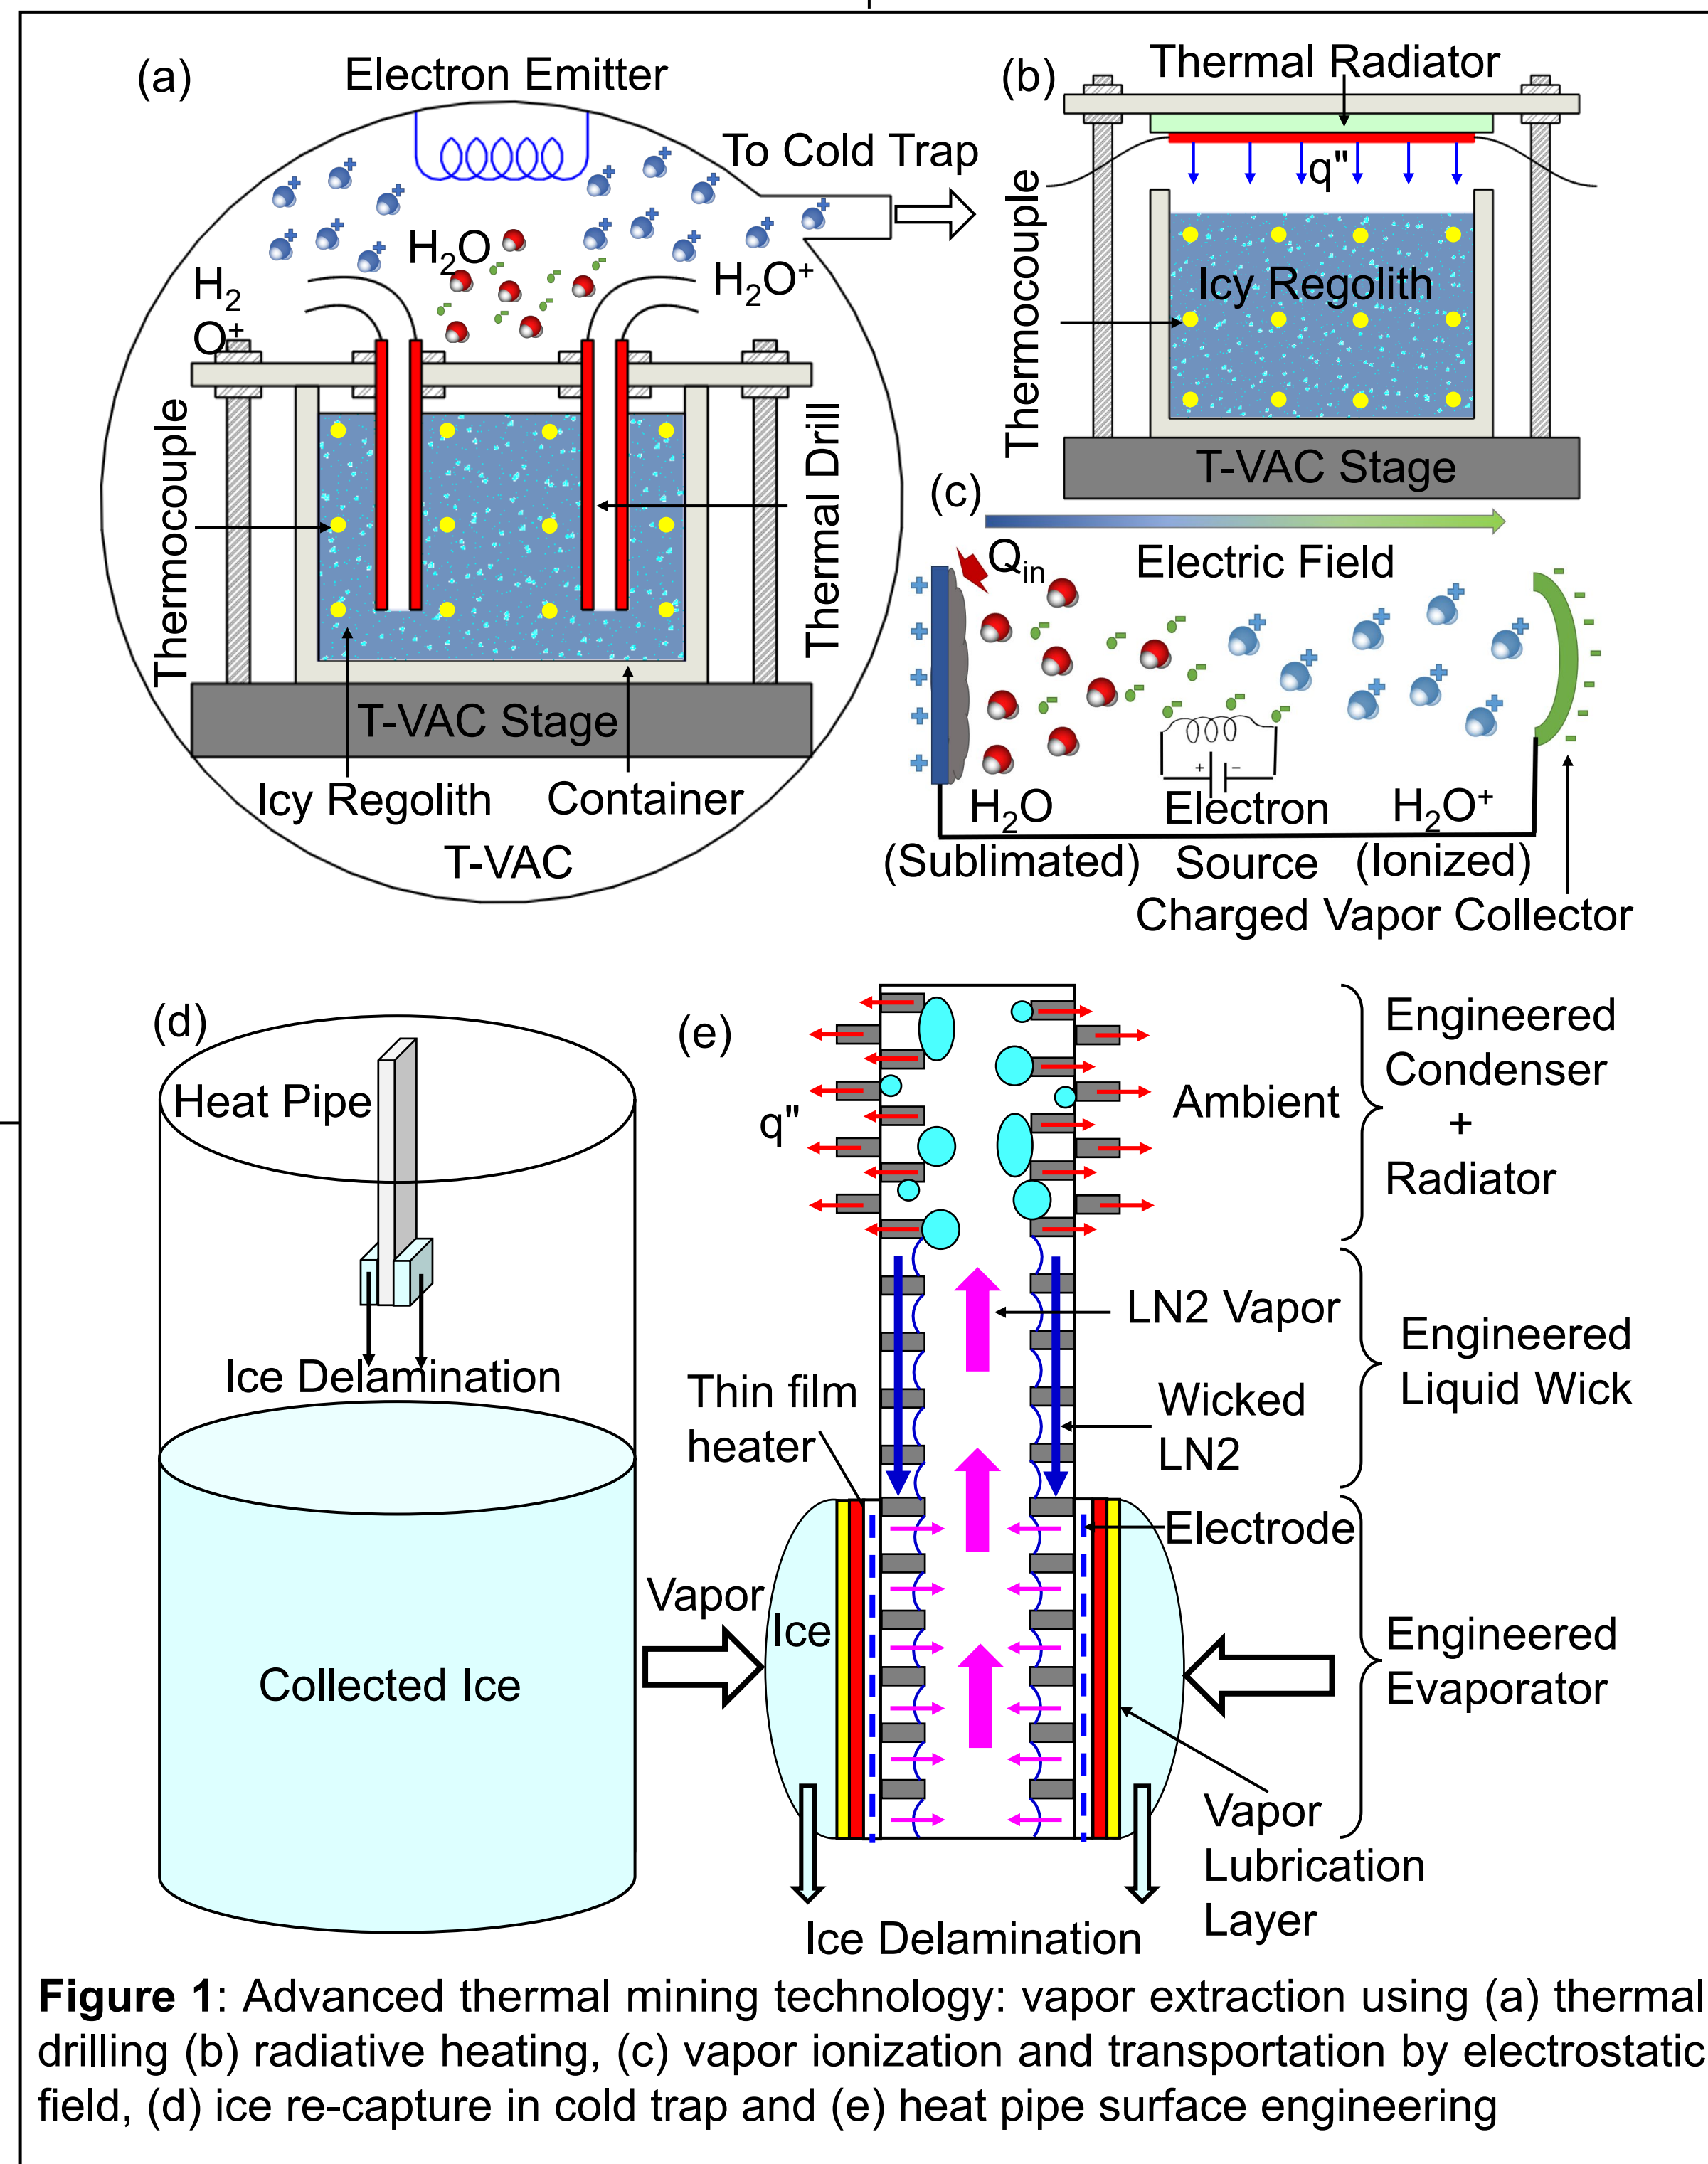 (a)
Electron Emitter
To Cold Trap
H2O
H2
O+
H2O+
Thermocouple
Thermal Drill
T-VAC Stage
Icy Regolith
Container
T-VAC
(b)
Thermal Radiator
q"
Thermocouple
Icy Regolith
T-VAC Stage
(c)
Electric Field
Qin
H2O
(Sublimated)
Electron
Source
H2O+
(Ionized)
Charged Vapor Collector
(d)
Heat Pipe
Ice Delamination
Collected Ice
(e)
q"
Ambient
Engineered
Condenser
+
Radiator
LN2 Vapor
Engineered
Liquid Wick
Wicked
LN2
Thin film
heater
Electrode
Vapor
Ice
Engineered
Evaporator
Vapor
Lubrication
Layer
Ice Delamination
Figure 1: Advanced thermal mining technology: vapor extraction using (a) thermal
drilling (b) radiative heating, (c) vapor ionization and transportation by electrostatic
field, (d) ice re-capture in cold trap and (e) heat pipe surface engineering